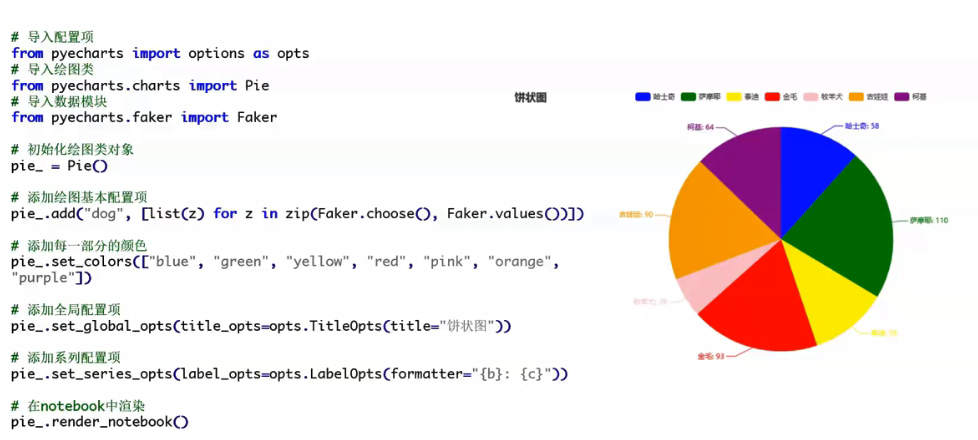 # 导入配置项
from pyecharts import options as opts
# 导入绘图类
from pyecharts.charts import Pie
# 导入数据模块
from pyecharts.faker import Faker
# 初始化绘图类对象
pie_ = Pie()
# 添加绘图基本配置项
pie_.add("dog", [list(z) for z in zip(Faker.choose(), Faker.values())])
# 添加每一部分的颜色
pie_.set_colors(["blue", "green", "yellow", "red", "pink", "orange",
"purple"])
# 添加全局配置项
pie_.set_global_opts(title_opts=opts.TitleOpts(title="饼状图"))
# 添加系列配置项
pie_.set_series_opts(label_opts=opts.LabelOpts(formatter="{b}: {c}"))
# 在notebook中渲染
pie_.render_notebook()
饼状图
哈士奇 萨摩耶 泰迪 金毛 牧羊犬 吉娃娃 柯基
柯基: 64
哈士奇: 58
吉娃娃: 90
萨摩耶: 110
牧羊犬:
泰迪:
金毛: 93